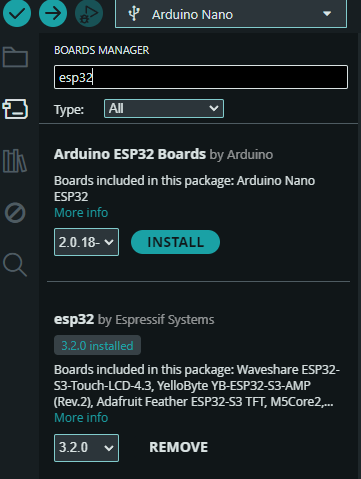 Arduino Nano
BOARDS MANAGER
esp32
Type:
All
Arduino ESP32 Boards by Arduino
Boards included in this package: Arduino Nano
ESP32
More info
2.0.18-
INSTALL
esp32 by Espressif Systems
3.2.0 installed
Boards included in this package: Waveshare ESP32-
S3-Touch-LCD-4.3, YelloByte YB-ESP32-S3-AMP
(Rev.2), Adafruit Feather ESP32-S3 TFT, M5Core2,...
More info
3.2.0
REMOVE